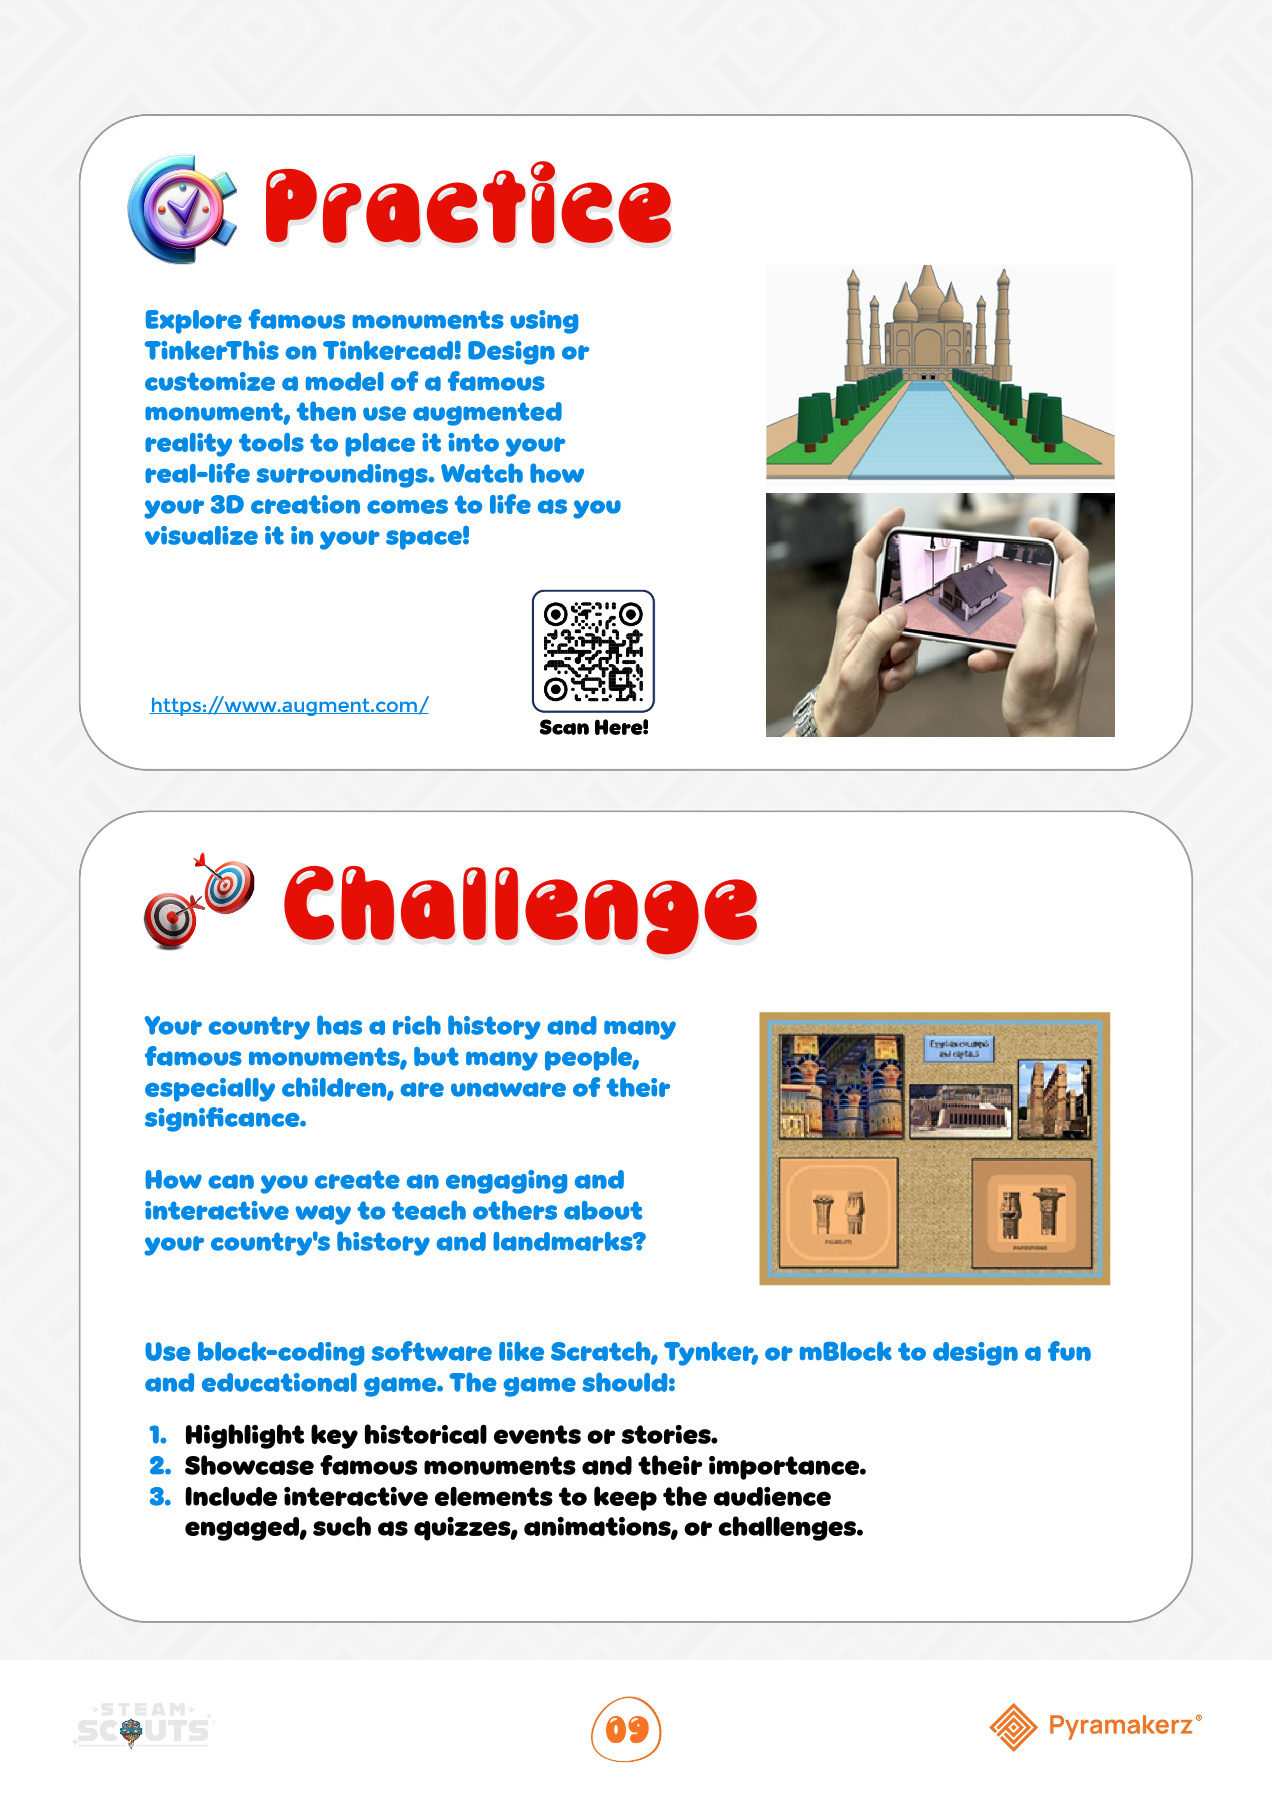 Practice
Explore famous monuments using
TinkerThis on Tinkercad! Design or
customize a model of a famous
monument, then use augmented
reality tools to place it into your
real-life surroundings. Watch how
your 3D creation comes to life as you
visualize it in your space!
https://www.augment.com/
Scan Here!
Challenge
Your country has a rich history and many
famous monuments, but many people,
especially children, are unaware of their
significance.
How can you create an engaging and
interactive way to teach others about
your country's history and landmarks?
Egyptian columns
and capitals
Use block-coding software like Scratch, Tynker, or mBlock to design a fun
and educational game. The game should:
1. Highlight key historical events or stories.
2. Showcase famous monuments and their importance.
3. Include interactive elements to keep the audience
engaged, such as quizzes, animations, or challenges.
STEAM
SCOUTS
09
Pyramakerz®